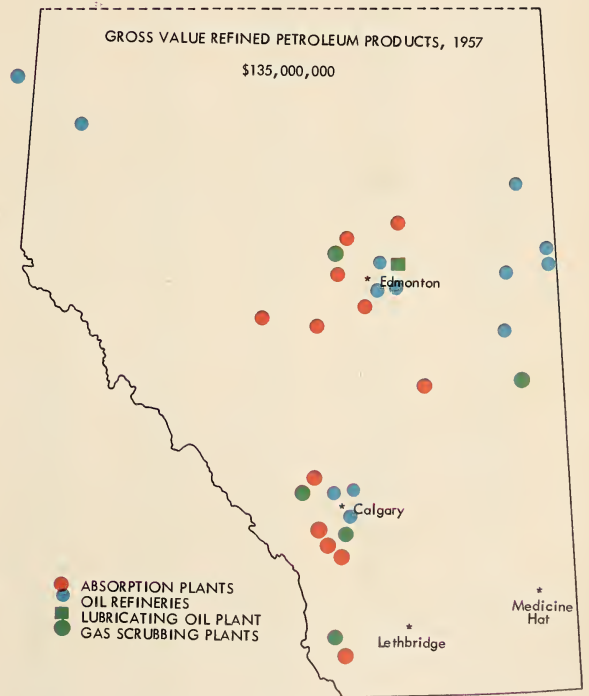 GROSS VALUE REFINED PETROLEUM PRODUCTS, 1957
$135,000,000
* Edmonton
* Calgary
ABSORPTION PLANTS
OIL REFINERIES
LUBRICATING OIL PLANT
GAS SCRUBBING PLANTS
*
Medicine
Hat
*
Lethbridge